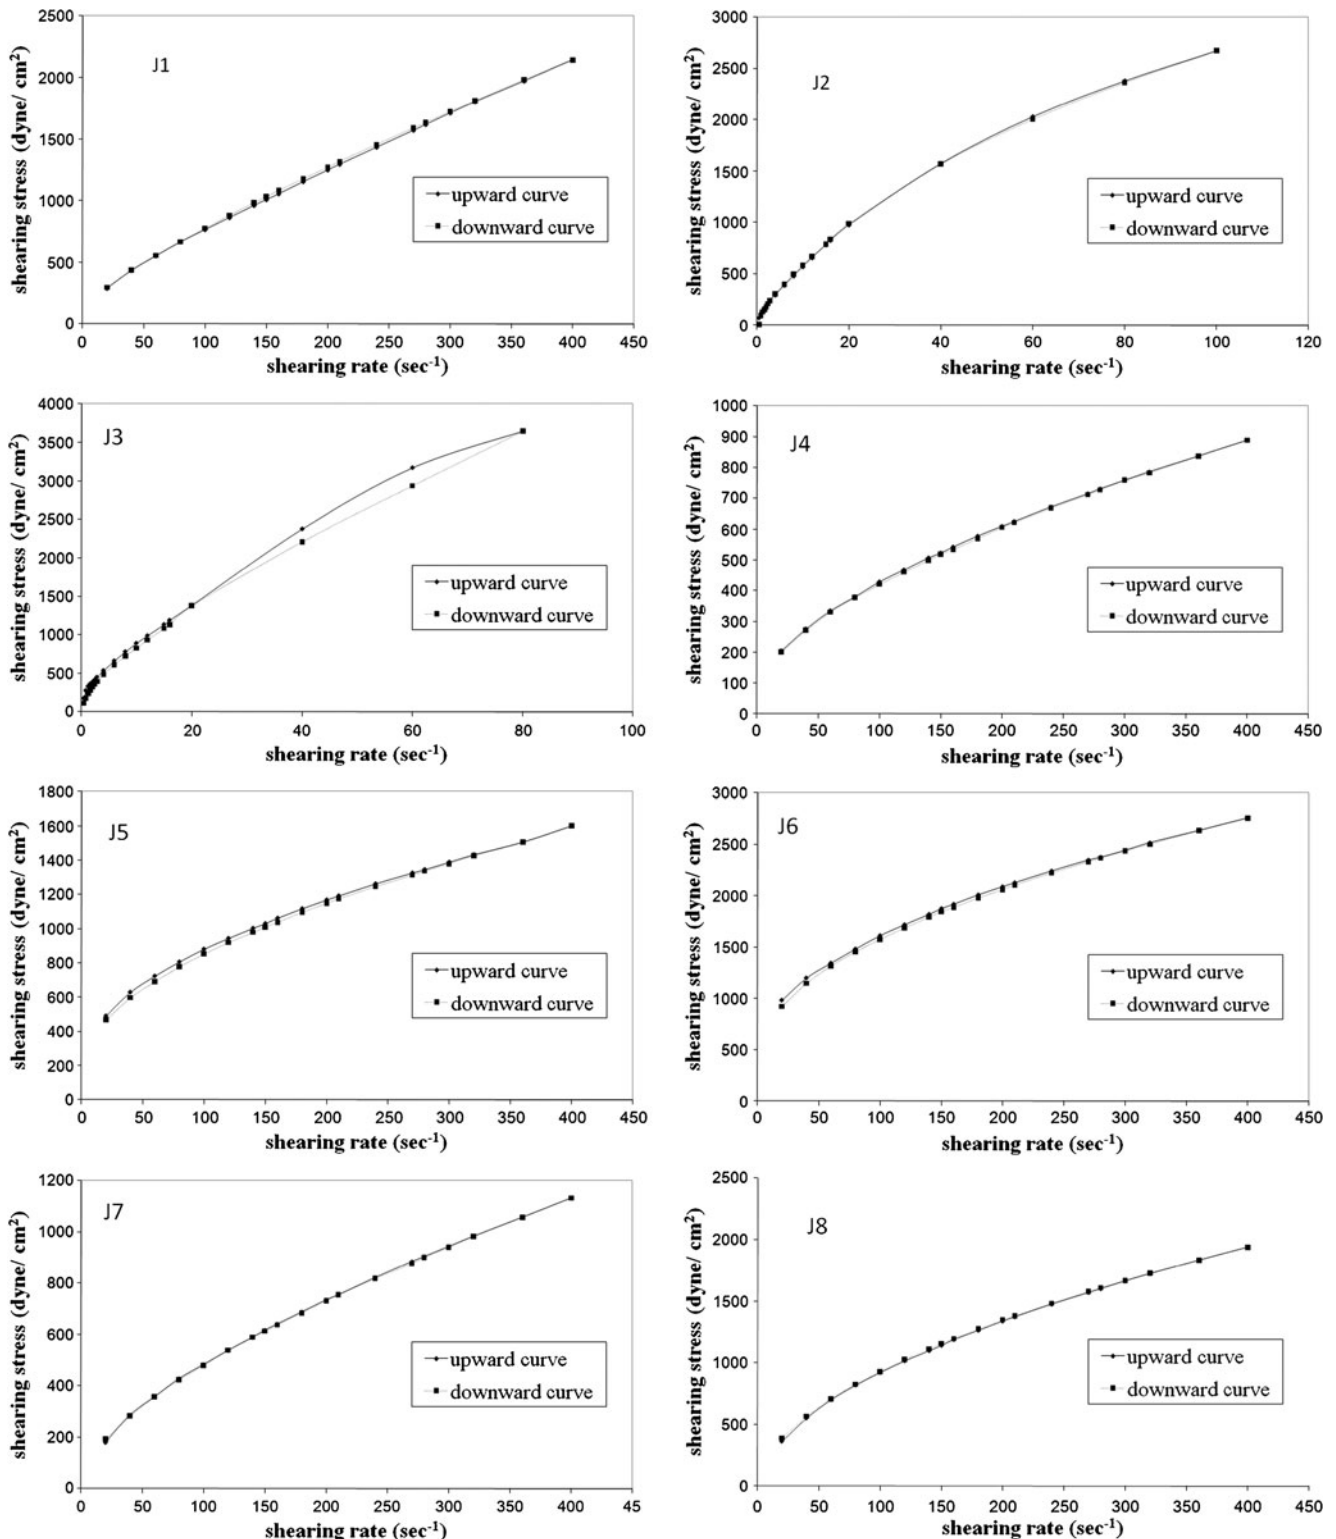 J1
shearing stress (dyne/ cm²)
2500
2000
1500
1000
500
0
upward curve
downward curve
0 50 100 150 200 250 300 350 400 450
shearing rate (sec⁻¹)
J2
shearing stress (dyne/ cm²)
3000
2500
2000
1500
1000
500
0
upward curve
downward curve
0 20 40 60 80 100 120
shearing rate (sec⁻¹)
J3
shearing stress (dyne/ cm²)
4000
3500
3000
2500
2000
1500
1000
500
0
upward curve
downward curve
0 20 40 60 80 100
shearing rate (sec⁻¹)
J4
shearing stress (dyne/ cm²)
1000
900
800
700
600
500
400
300
200
100
0
upward curve
downward curve
0 50 100 150 200 250 300 350 400 450
shearing rate (sec⁻¹)
J5
shearing stress (dyne/ cm²)
1800
1600
1400
1200
1000
800
600
400
200
0
upward curve
downward curve
0 50 100 150 200 250 300 350 400 450
shearing rate (sec⁻¹)
J6
shearing stress (dyne/ cm²)
3000
2500
2000
1500
1000
500
0
upward curve
downward curve
0 50 100 150 200 250 300 350 400 450
shearing rate (sec⁻¹)
J7
shearing stress (dyne/ cm²)
1200
1000
800
600
400
200
0
upward curve
downward curve
0 50 100 150 200 250 300 350 400 45
shearing rate (sec⁻¹)
J8
shearing stress (dyne/ cm²)
2500
2000
1500
1000
500
0
upward curve
downward curve
0 50 100 150 200 250 300 350 400 450
shearing rate (sec⁻¹)